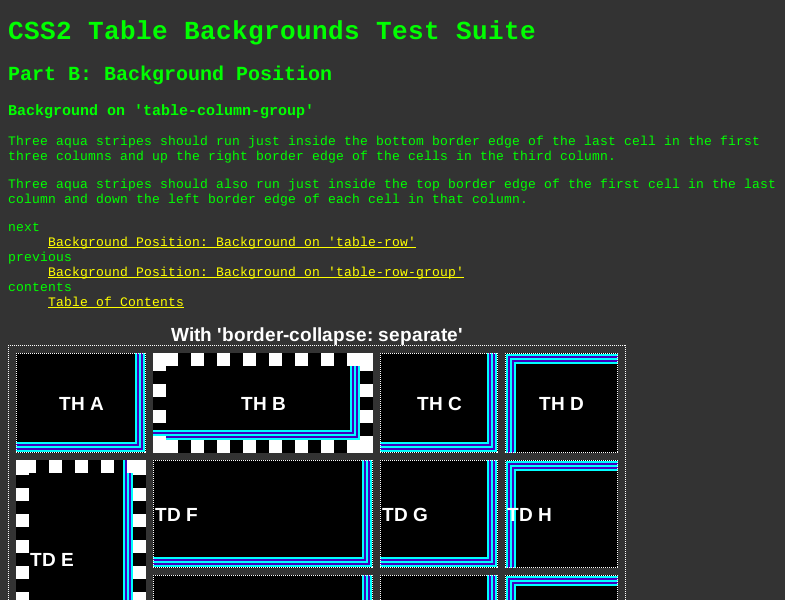 CSS2 Table Backgrounds Test Suite
Part B: Background Position
Background on 'table-column-group'
Three aqua stripes should run just inside the bottom border edge of the last cell in the first
three columns and up the right border edge of the cells in the third column.
Three aqua stripes should also run just inside the top border edge of the first cell in the last
column and down the left border edge of each cell in that column.
next
Background Position: Background on 'table-row'
previous
Background Position: Background on 'table-row-group'
contents
Table of Contents
With 'border-collapse: separate'
TH A TH B TH C TH D
TD F TD G TD H
TD E